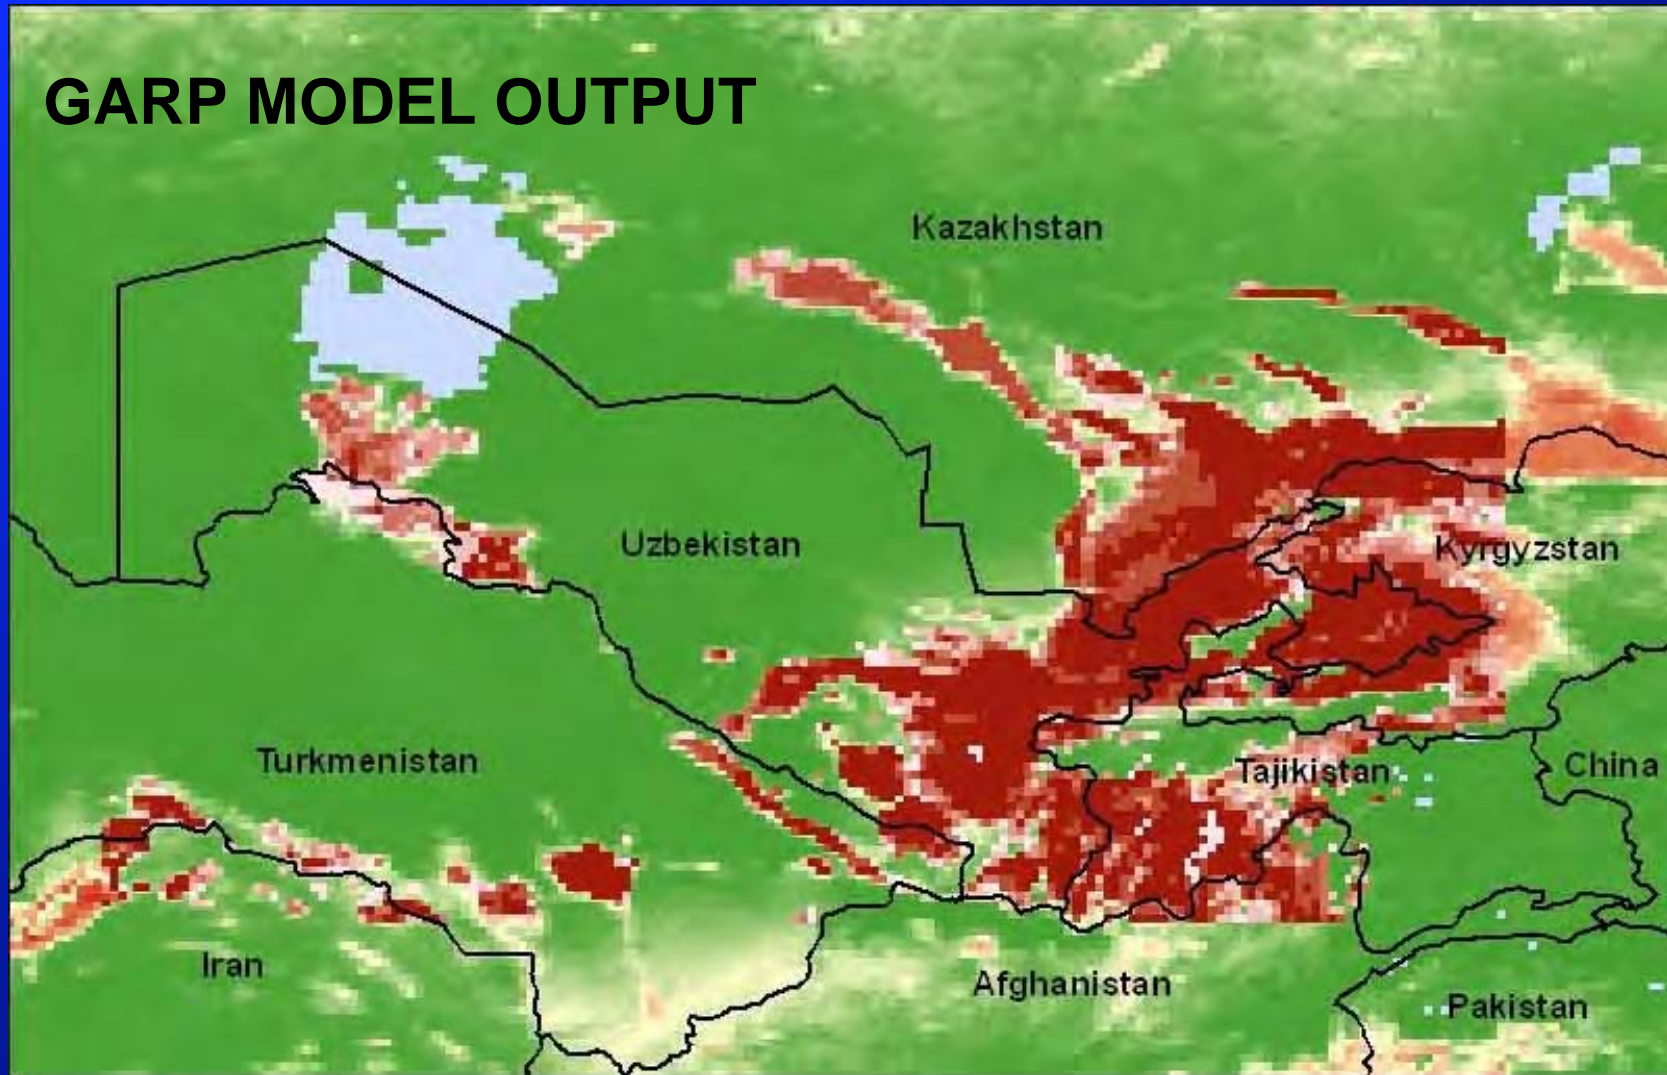 GARP MODEL OUTPUT
Kazakhstan
Uzbekistan
Kyrgyzstan
Turkmenistan
Tajikistan
China
Iran
Afghanistan
Pakistan